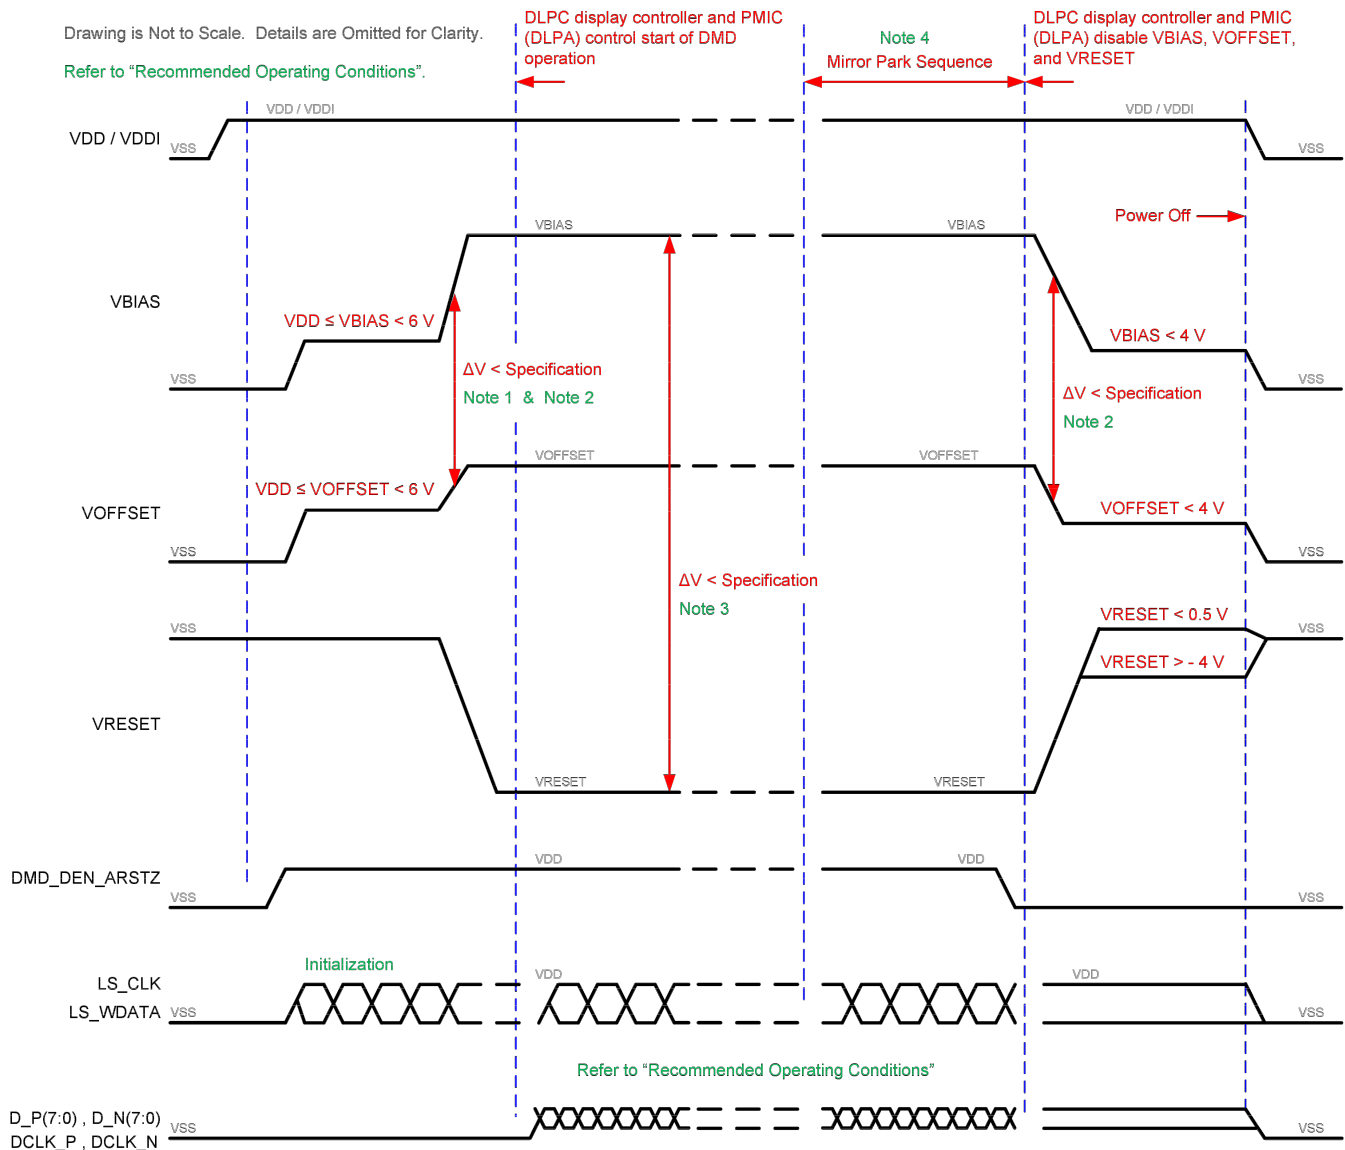 Drawing is Not to Scale.  Details are Omitted for Clarity.
Refer to “Recommended Operating Conditions”.
DLPC display controller and PMIC
(DLPA) control start of DMD
operation
Note 4
Mirror Park Sequence
DLPC display controller and PMIC
(DLPA) disable VBIAS, VOFFSET,
and VRESET
VDD / VDDI
VSS
VDD / VDDI
VDD / VDDI
VSS
Power Off
VBIAS
VSS
VDD ≤ VBIAS < 6 V
VBIAS
VBIAS
VBIAS < 4 V
VSS
ΔV < Specification
Note 1  &  Note 2
ΔV < Specification
Note 2
VOFFSET
VSS
VDD ≤ VOFFSET < 6 V
VOFFSET
VOFFSET
VOFFSET < 4 V
VSS
ΔV < Specification
Note 3
VRESET
VSS
VRESET
VRESET
VRESET < 0.5 V
VRESET > - 4 V
VSS
DMD_DEN_ARSTZ
VSS
VDD
VDD
VSS
LS_CLK
LS_WDATA
VSS
Initialization
VDD
VDD
VSS
Refer to “Recommended Operating Conditions”
D_P(7:0) , D_N(7:0)
DCLK_P , DCLK_N
VSS
VSS